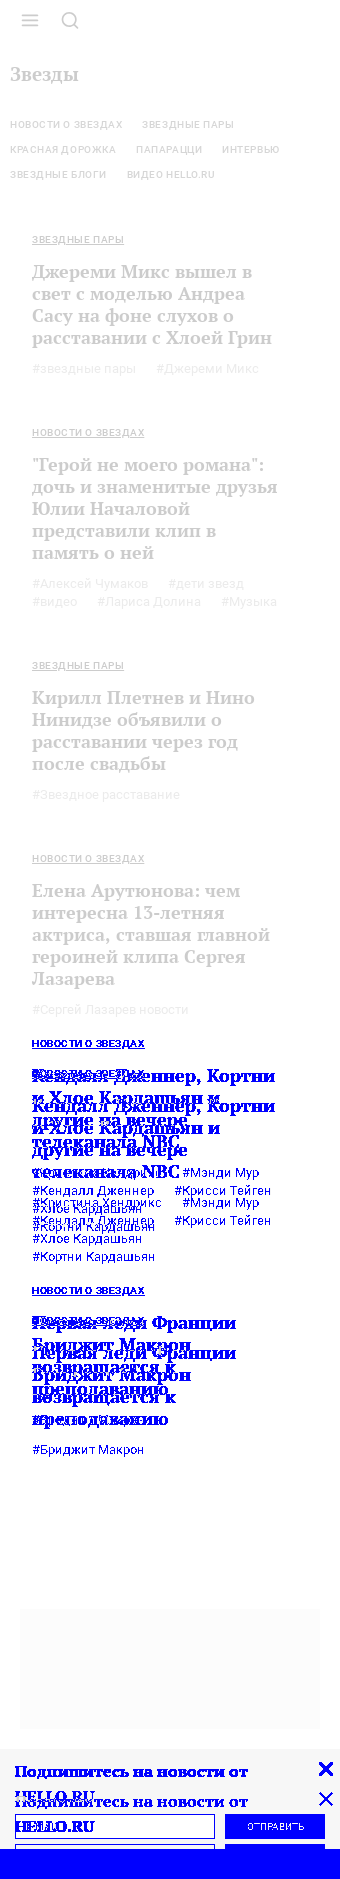 Звезды
НОВОСТИ О ЗВЕЗДАХ ЗВЕЗДНЫЕ ПАРЫ
КРАСНАЯ ДОРОЖКА ПАПАРАЦЦИ ИНТЕРВЬЮ
ЗВЕЗДНЫЕ БЛОГИ ВИДЕО HELLO.RU
ЗВЕЗДНЫЕ ПАРЫ
Джереми Микс вышел в
свет с моделью Андреа
Сасу на фоне слухов о
расставании с Хлоей Грин
#звездные пары #Джереми Микс
НОВОСТИ О ЗВЕЗДАХ
"Герой не моего романа":
дочь и знаменитые друзья
Юлии Началовой
представили клип в
память о ней
#Алексей Чумаков #дети звезд
#видео #Лариса Долина #Музыка
ЗВЕЗДНЫЕ ПАРЫ
Кирилл Плетнев и Нино
Нинидзе объявили о
расставании через год
после свадьбы
#Звездное расставание
НОВОСТИ О ЗВЕЗДАХ
Елена Арутюнова: чем
интересна 13-летняя
актриса, ставшая главной
героиней клипа Сергея
Лазарева
#Сергей Лазарев новости
НОВОСТИ О ЗВЕЗДАХ
Кендалл Дженнер, Кортни
и Хлое Кардашьян и
другие на вечере
телеканала NBC
#Кристина Хендрикс #Мэнди Мур
#Кендалл Дженнер #Крисси Тейген
#Хлое Кардашьян
#Кортни Кардашьян
НОВОСТИ О ЗВЕЗДАХ
Первая леди Франции
Бриджит Макрон
возвращается к
преподаванию
#Бриджит Макрон
Подпишитесь на новости от
HELLO.RU
ОТПРАВИТЬ